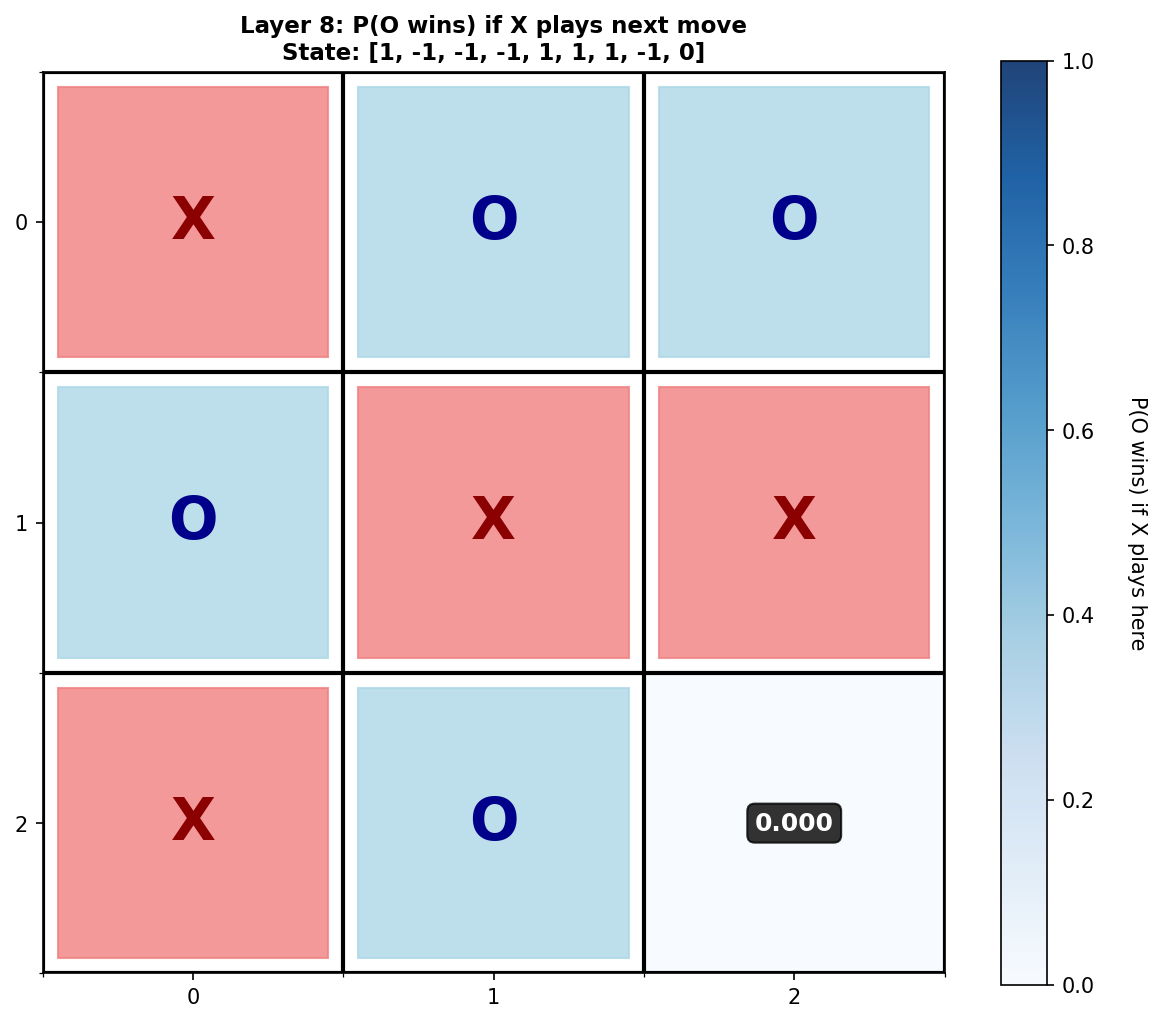 Layer 8: P(O wins) if X plays next move
State: [1, -1, -1, -1, 1, 1, 1, -1, 0]
0
X
O
O
1
O
X
X
2
X
O
0.000
0
1
2
1.0
0.8
0.6
0.4
0.2
0.0
P(O wins) if X plays here